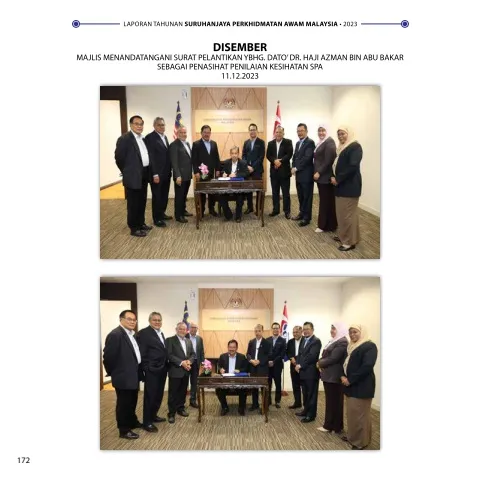 LAPORAN TAHUNAN SURUHANJAYA PERKHIDMATAN AWAM MALAYSIA • 2023
DISEMBER
MAJLIS MENANDATANGANI SURAT PELANTIKAN YBHG. DATO' DR. HAJI AZMAN BIN ABU BAKAR
SEBAGAI PENASIHAT PENILAIAN KESIHATAN SPA
11.12.2023
172